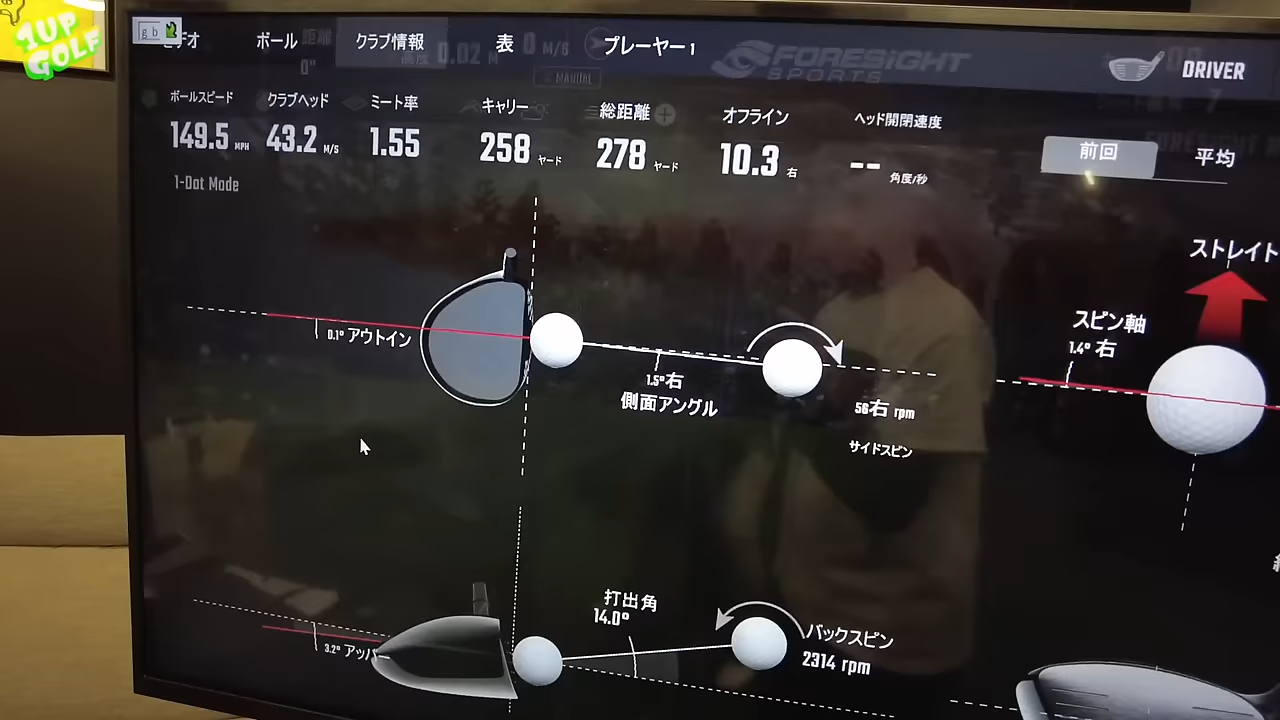 1UP
GOLF
gb
デオ
ボール
クラブ情報
表
プレーヤー1
FORESIGHT
SPORTS
DRIVER
ボールスピード
149.5 MPH
クラブヘッド
43.2 M/S
ミート率
1.55
キャリー
258 ヤード
総距離
278 ヤード
オフライン
10.3 右
ヘッド開閉速度
-- 角度/秒
前回
平均
1-Dot Mode
ストレイト
0.1° アウトイン
1.5° 右
側面アングル
56右 rpm
サイドスピン
スピン軸
1.4° 右
3.2° アッパー
打出角
14.0°
バックスピン
2314 rpm